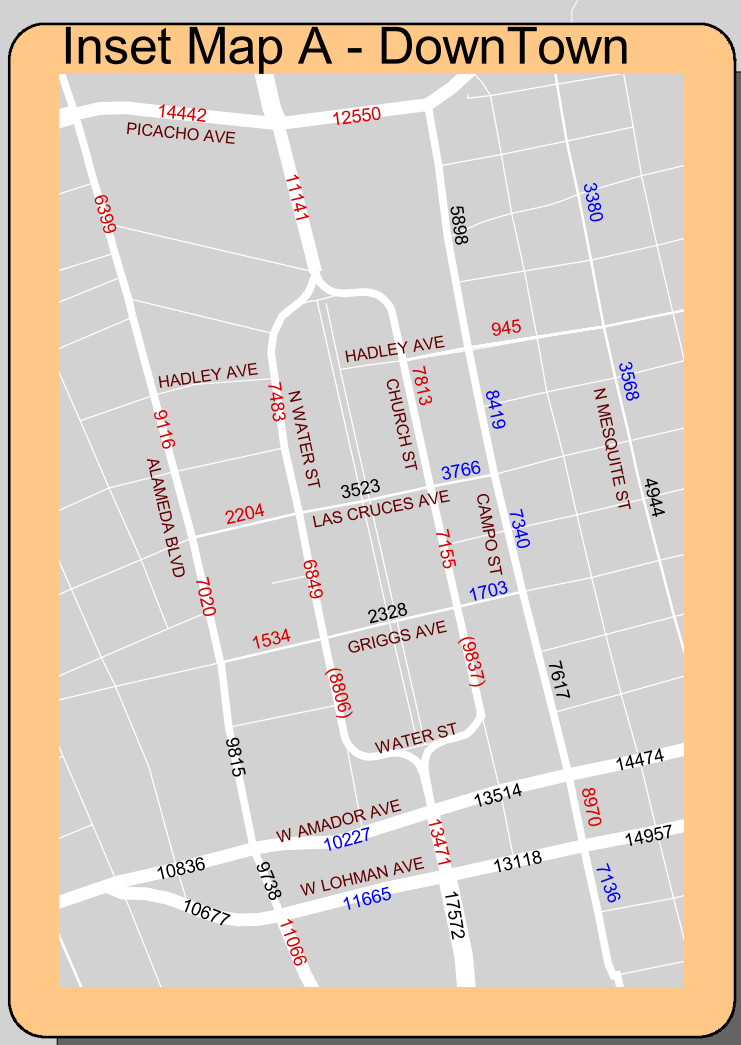 Inset Map A - DownTown
14442
12550
PICACHO AVE
11141
3380
6399
5898
945
HADLEY AVE
HADLEY AVE
3568
7813
7483
8419
N WATER ST
CHURCH ST
N MESQUITE ST
9116
3766
3523
4944
2204
LAS CRUCES AVE
ALAMEDA BLVD
CAMPO ST
7340
7155
6849
7020
1703
2328
1534
GRIGGS AVE
(9837)
(8806)
7617
WATER ST
9815
14474
13514
8970
W AMADOR AVE
10227
13471
14957
10836
13118
9738
W LOHMAN AVE
7136
11665
10677
17572
11066